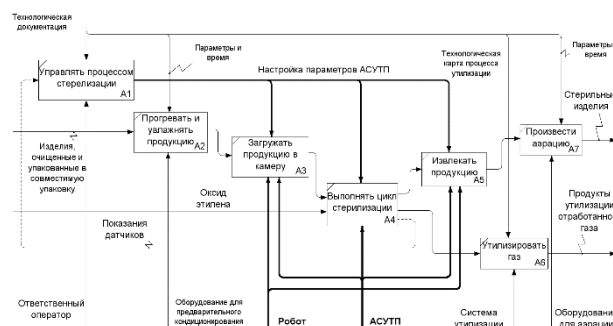 Технологическая
документация
Управлять процессом
стерелизации
A1
Параметры и
время
Настройка параметров АСУТП
Технологическая
карта процесса
утилизации
Параметры
время
Стерильные
изделия
Прогревать и
увлажнять
продукцию
A2
Загружать
продукцию в
камеру
A3
Извлекать
продукцию
A5
Произвести
аэрацию
A7
Изделия,
очищенные и
упакованные в
совместимую
упаковку
Оксид
этилена
Выполнять цикл
стерилизации
A4
Показания
датчиков
Утилизировать
газ
A6
Продукты
утилизации
отработанно
газа
Ответственный
оператор
Оборудование для
предварительного
кондиционирования
Робот
АСУТП
Система
утилизации
Оборудован
для аэрации